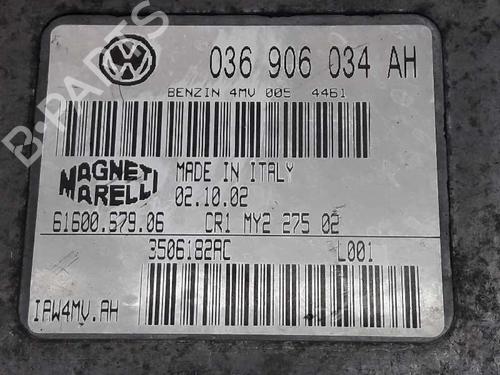 036 906 034 AH
BENZIN 4MV 005 4461
MAGNETI MARELLI
MADE IN ITALY
02.10.02
61600.679.06 CR1 MY2 275 02
3506182AC L001
IAW4MV.AH
B-PARTS